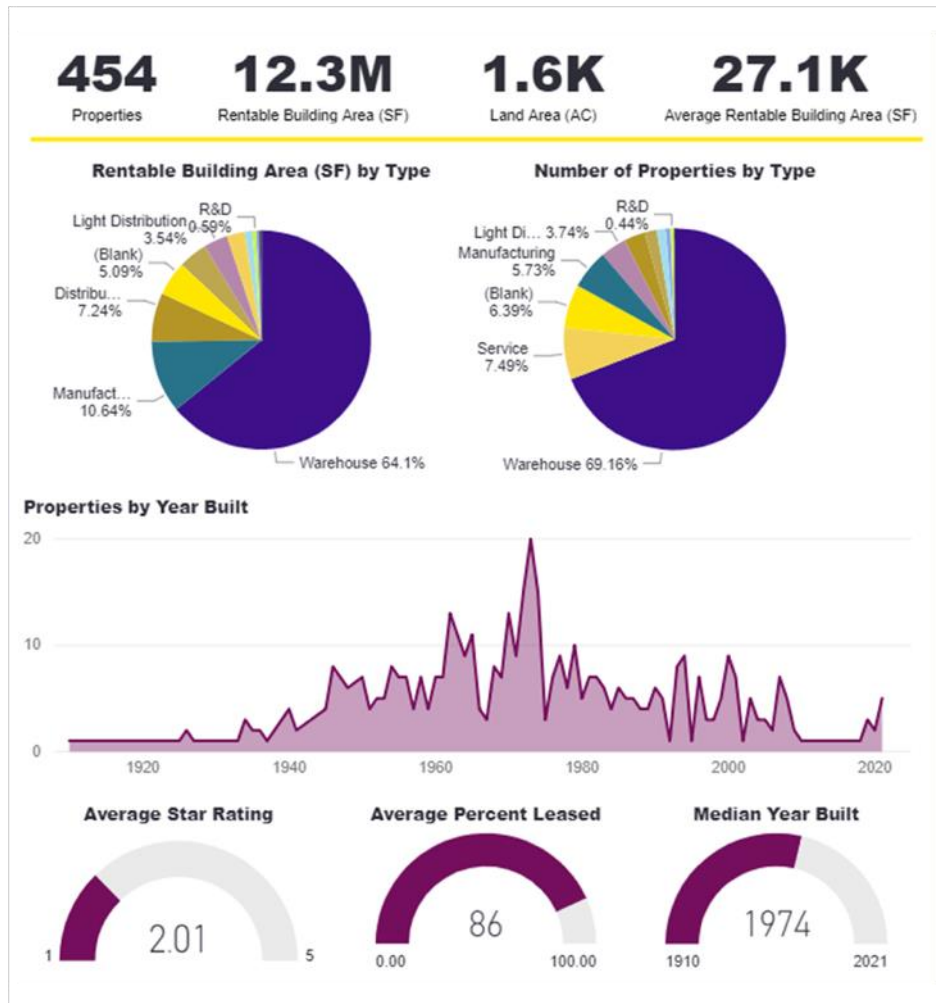 454 12.3M 1.6K 27.1K
Properties Rentable Building Area (SF) Land Area (AC) Average Rentable Building Area (SF)
Rentable Building Area (SF) by Type
R&D
0.59%
Light Distribution
3.54%
(Blank)
5.09%
Distribu...
7.24%
Manufact...
10.64%
Warehouse 64.1%
Number of Properties by Type
R&D
0.44%
Light Di... 3.74%
Manufacturing
5.73%
(Blank)
6.39%
Service
7.49%
Warehouse 69.16%
Properties by Year Built
20
10
0
1920 1940 1960 1980 2000 2020
Average Star Rating
2.01
1 5
Average Percent Leased
86
0.00 100.00
Median Year Built
1974
1910 2021